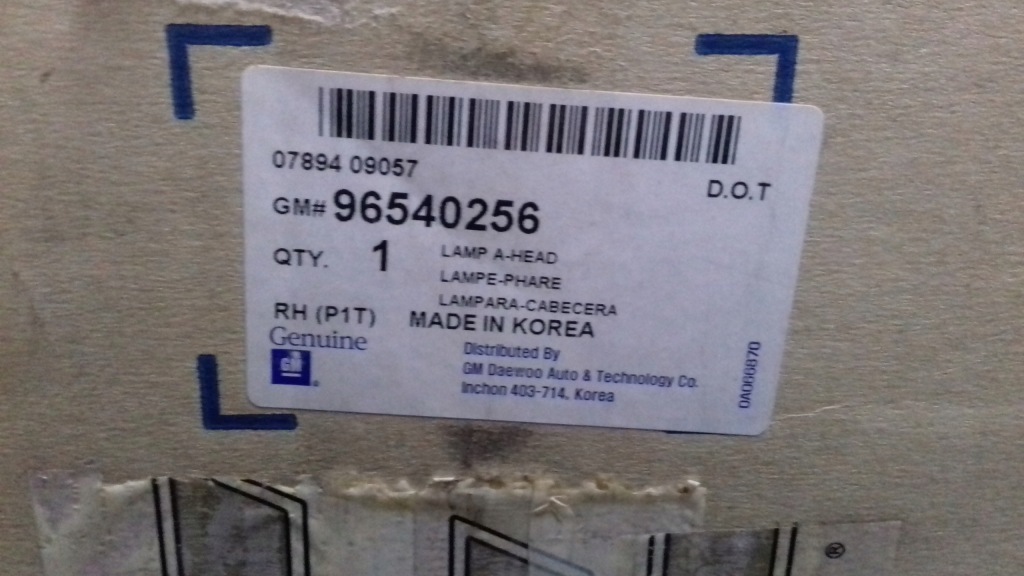 07894 09057
D.O.T
GM# 96540256
QTY. 1 LAMP A-HEAD
LAMPE-PHARE
LAMPARA-CABECERA
RH (P1T) MADE IN KOREA
Genuine
GM
Distributed By
GM Daewoo Auto & Technology Co.
Inchon 403-714, Korea
0A066870
®